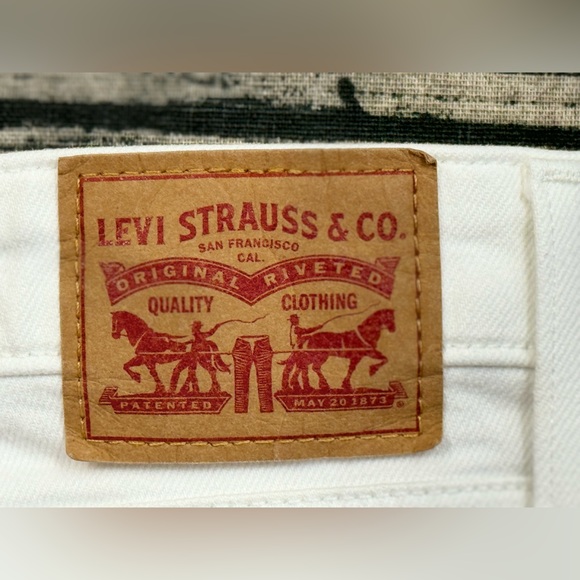 LEVI STRAUSS & CO.
SAN FRANCISCO
CAL.
ORIGINAL RIVETED
QUALITY CLOTHING
PATENTED MAY 20 1873 ®